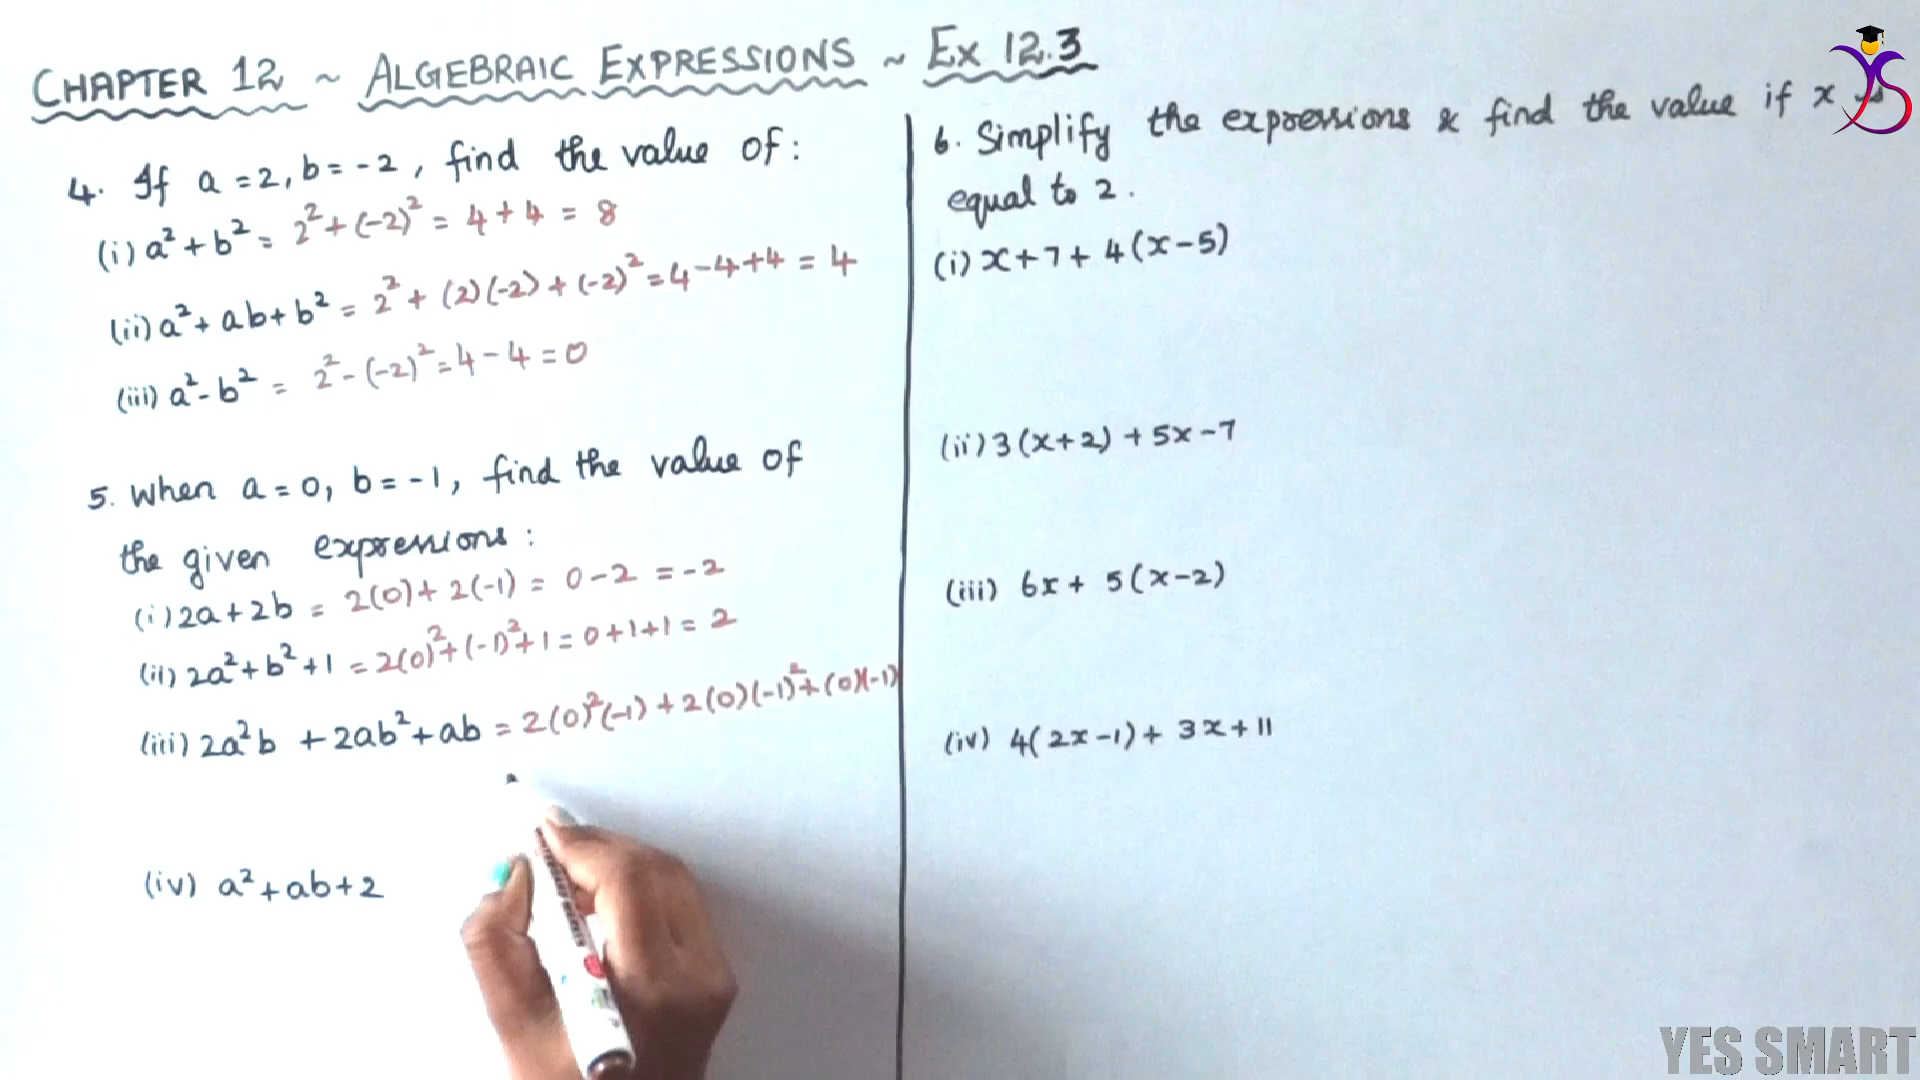 CHAPTER 12 ~ ALGEBRAIC EXPRESSIONS ~ Ex 12.3
4. If a = 2, b = -2, find the value of:
(i) a² + b² = 2² + (-2)² = 4 + 4 = 8
(ii) a² + ab + b² = 2² + (2)(-2) + (-2)² = 4 - 4 + 4 = 4
(iii) a² - b² = 2² - (-2)² = 4 - 4 = 0
5. When a = 0, b = -1, find the value of
the given expressions:
(i) 2a + 2b = 2(0) + 2(-1) = 0 - 2 = -2
(ii) 2a² + b² + 1 = 2(0)² + (-1)² + 1 = 0 + 1 + 1 = 2
(iii) 2a²b + 2ab² + ab = 2(0)²(-1) + 2(0)(-1)² + (0)(-1)
(iv) a² + ab + 2
6. Simplify the expressions & find the value if x
equal to 2.
(i) x + 7 + 4(x - 5)
(ii) 3(x + 2) + 5x - 7
(iii) 6x + 5(x - 2)
(iv) 4(2x - 1) + 3x + 11
YS
YES SMART